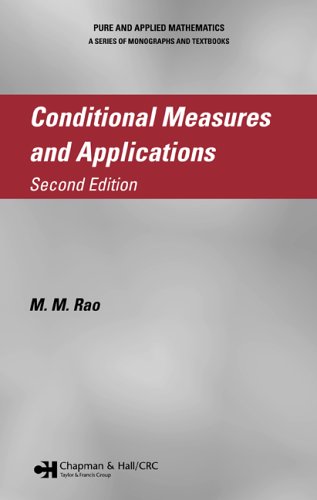 PURE AND APPLIED MATHEMATICS
A SERIES OF MONOGRAPHS AND TEXTBOOKS
Conditional Measures
and Applications
Second Edition
M. M. Rao
Chapman & Hall/CRC
Taylor & Francis Group